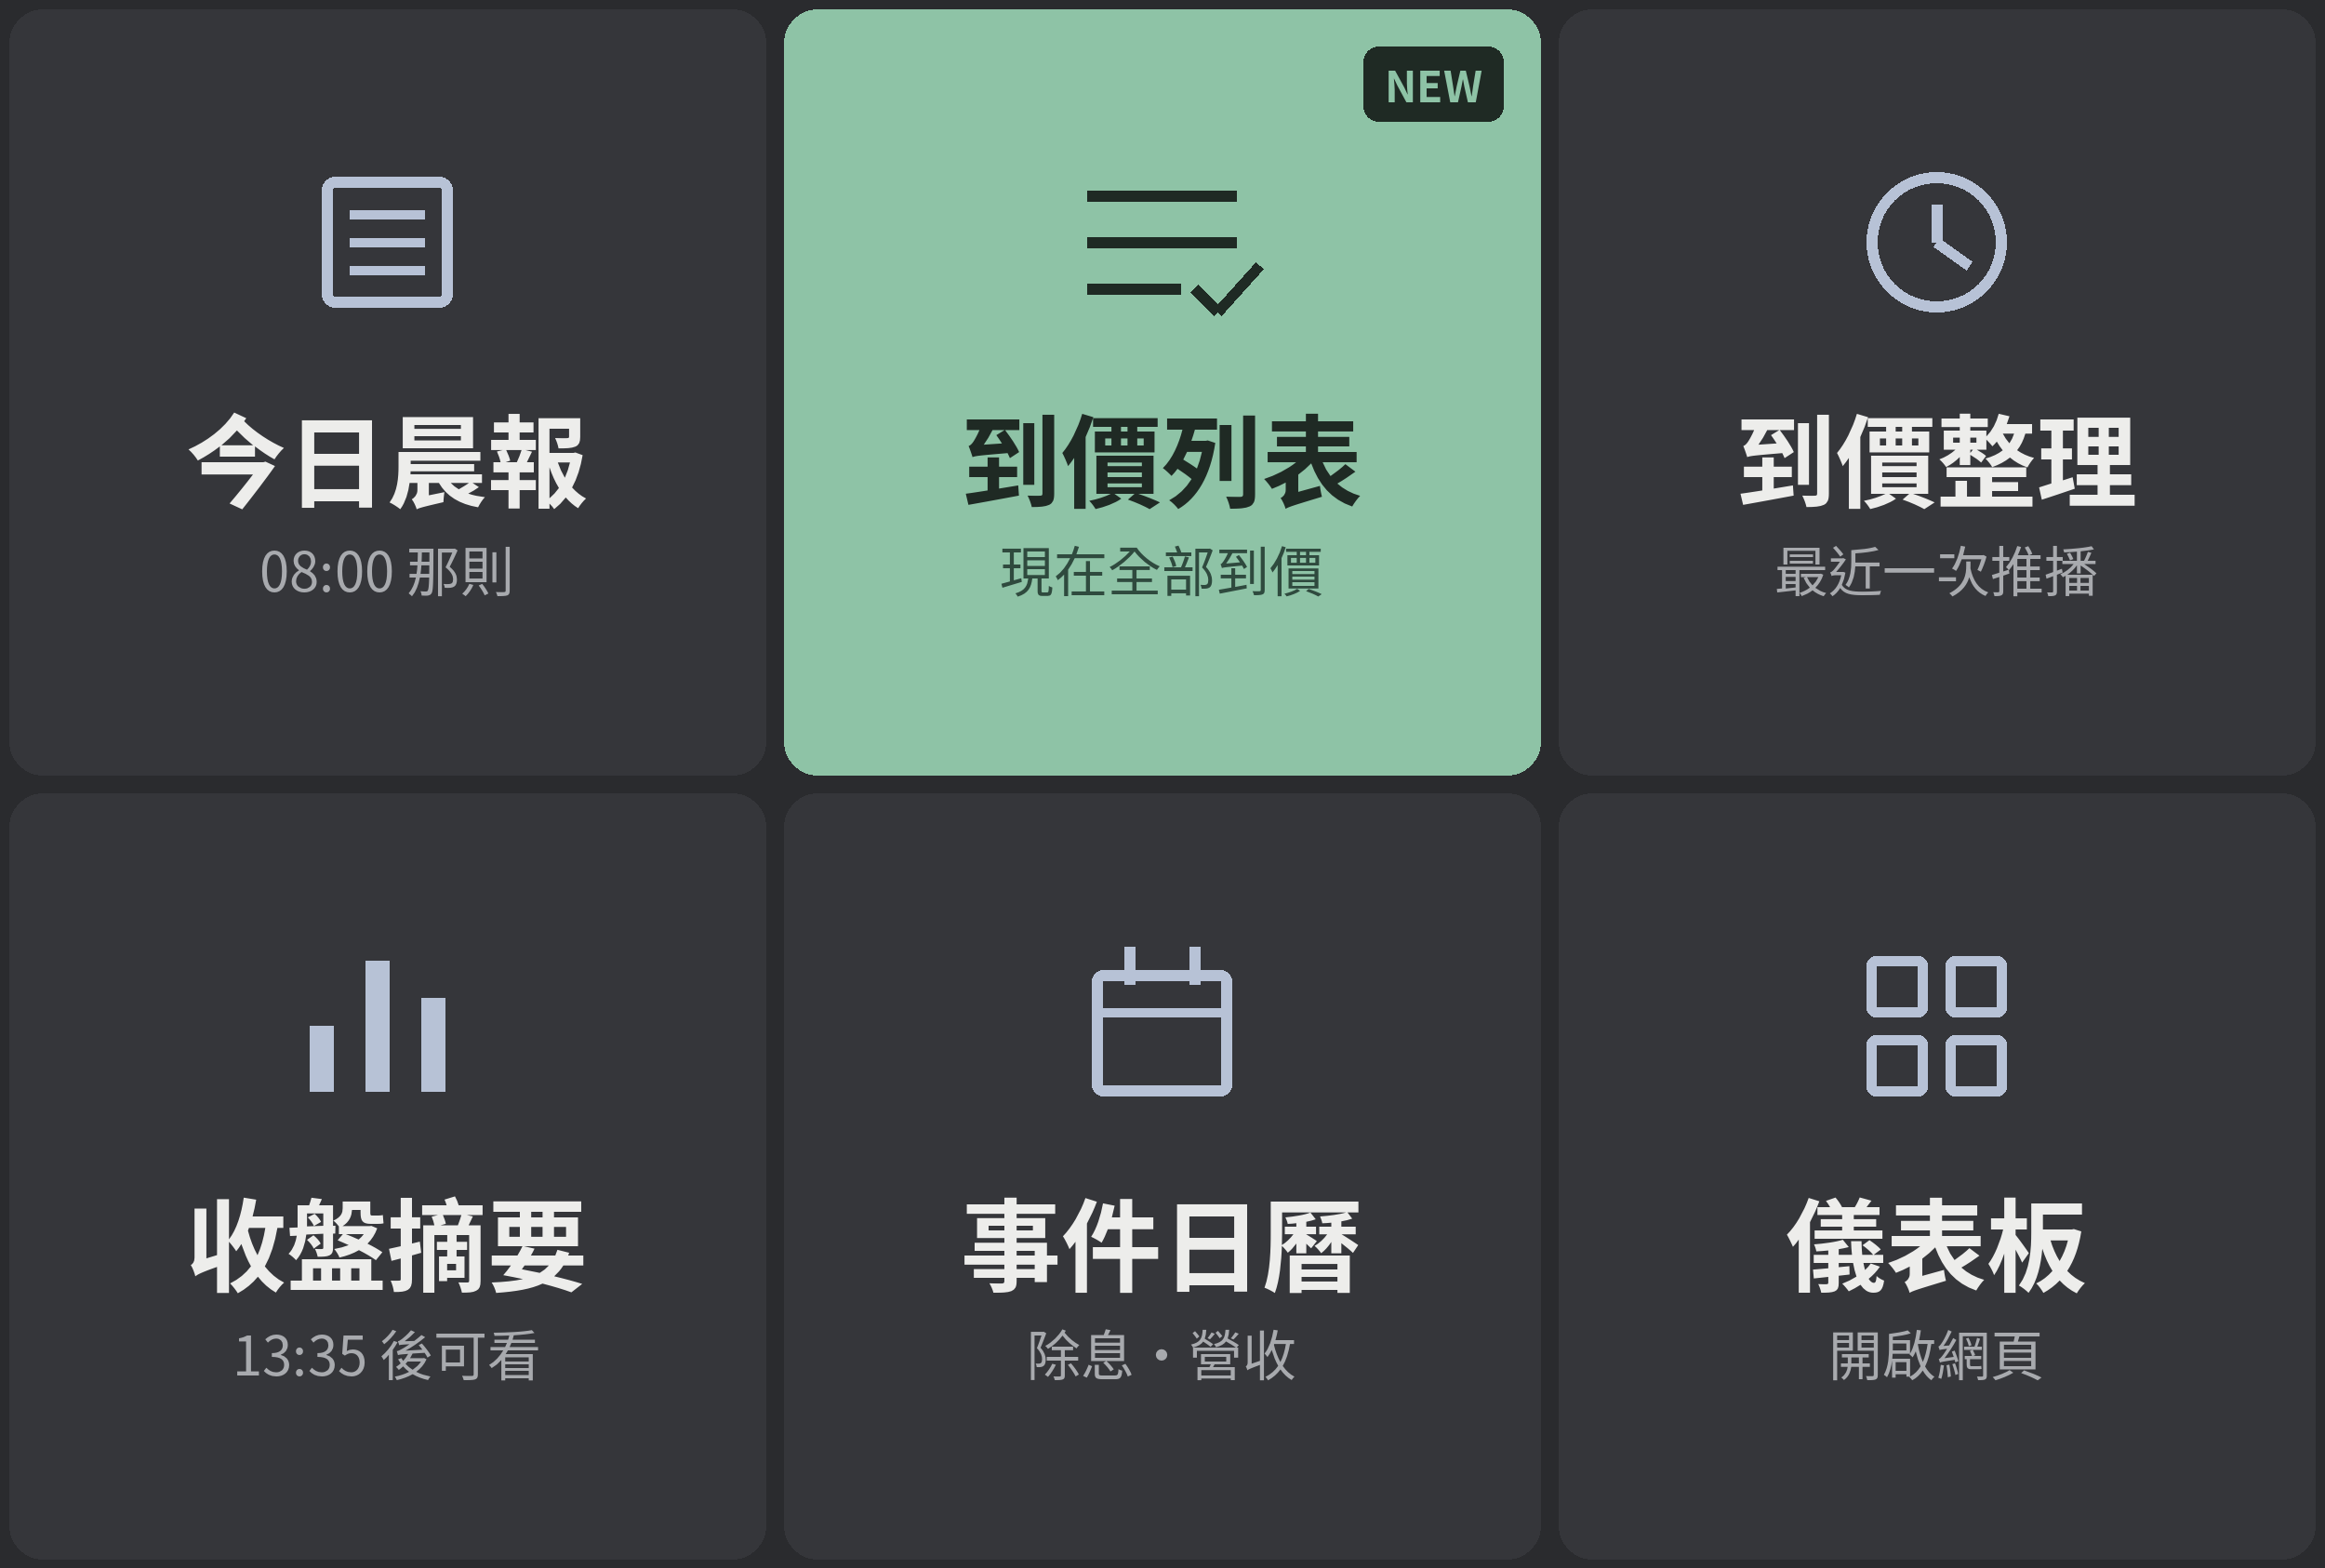 今日晨報
08:00 那則
NEW
到價列表
現在全部到價
到價整理
最近一次推播
收盤摘要
13:35 後可看
事件日曆
除息・營收
儀表板
開啟網頁